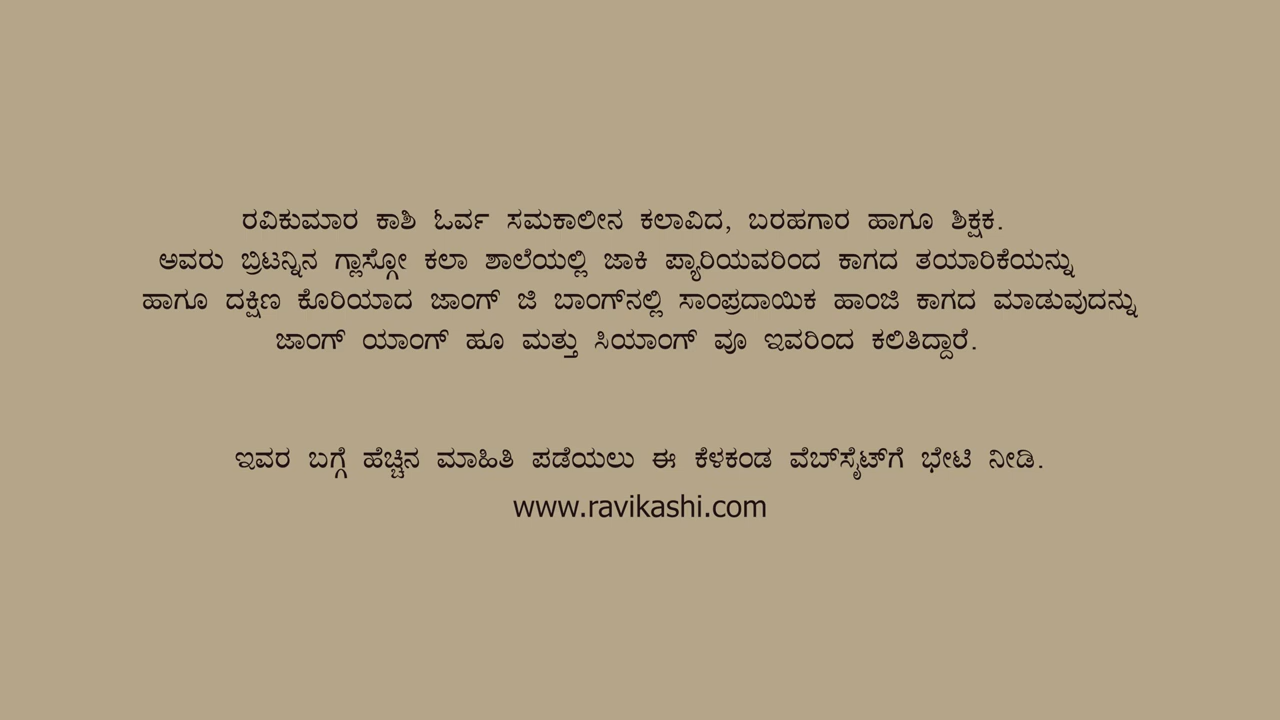 ರವಿಕುಮಾರ ಕಾಶಿ ಓರ್ವ ಸಮಕಾಲೀನ ಕಲಾವಿದ, ಬರಹಗಾರ ಹಾಗೂ ಶಿಕ್ಷಕ.
ಅವರು ಬ್ರಿಟನ್ನಿನ ಗ್ಲಾಸ್ಗೋ ಕಲಾ ಶಾಲೆಯಲ್ಲಿ ಜಾಕಿ ಪ್ಯಾರಿಯವರಿಂದ ಕಾಗದ ತಯಾರಿಕೆಯನ್ನು
ಹಾಗೂ ದಕ್ಷಿಣ ಕೊರಿಯಾದ ಜಾಂಗ್ ಜಿ ಬಾಂಗ್‌ನಲ್ಲಿ ಸಾಂಪ್ರದಾಯಿಕ ಹಾಂಜಿ ಕಾಗದ ಮಾಡುವುದನ್ನು
ಜಾಂಗ್ ಯಾಂಗ್ ಹೂ ಮತ್ತು ಸಿಯಾಂಗ್ ವೂ ಇವರಿಂದ ಕಲಿತಿದ್ದಾರೆ.
ಇವರ ಬಗ್ಗೆ ಹೆಚ್ಚಿನ ಮಾಹಿತಿ ಪಡೆಯಲು ಈ ಕೆಳಕಂಡ ವೆಬ್‌ಸೈಟ್‌ಗೆ ಭೇಟಿ ನೀಡಿ.
www.ravikashi.com